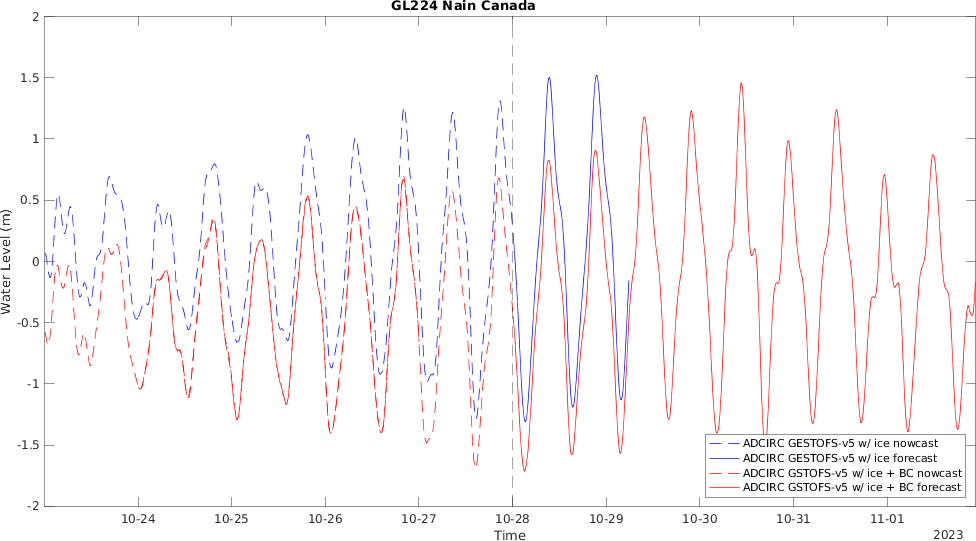 GL224 Nain Canada
2
1.5
1
0.5
0
-0.5
-1
-1.5
-2
Water Level (m)
10-24
10-25
10-26
10-27
10-28
10-29
10-30
10-31
11-01
Time
2023
ADCIRC GESTOFS-v5 w/ ice nowcast
ADCIRC GESTOFS-v5 w/ ice forecast
ADCIRC GSTOFS-v5 w/ ice + BC nowcast
ADCIRC GSTOFS-v5 w/ ice + BC forecast